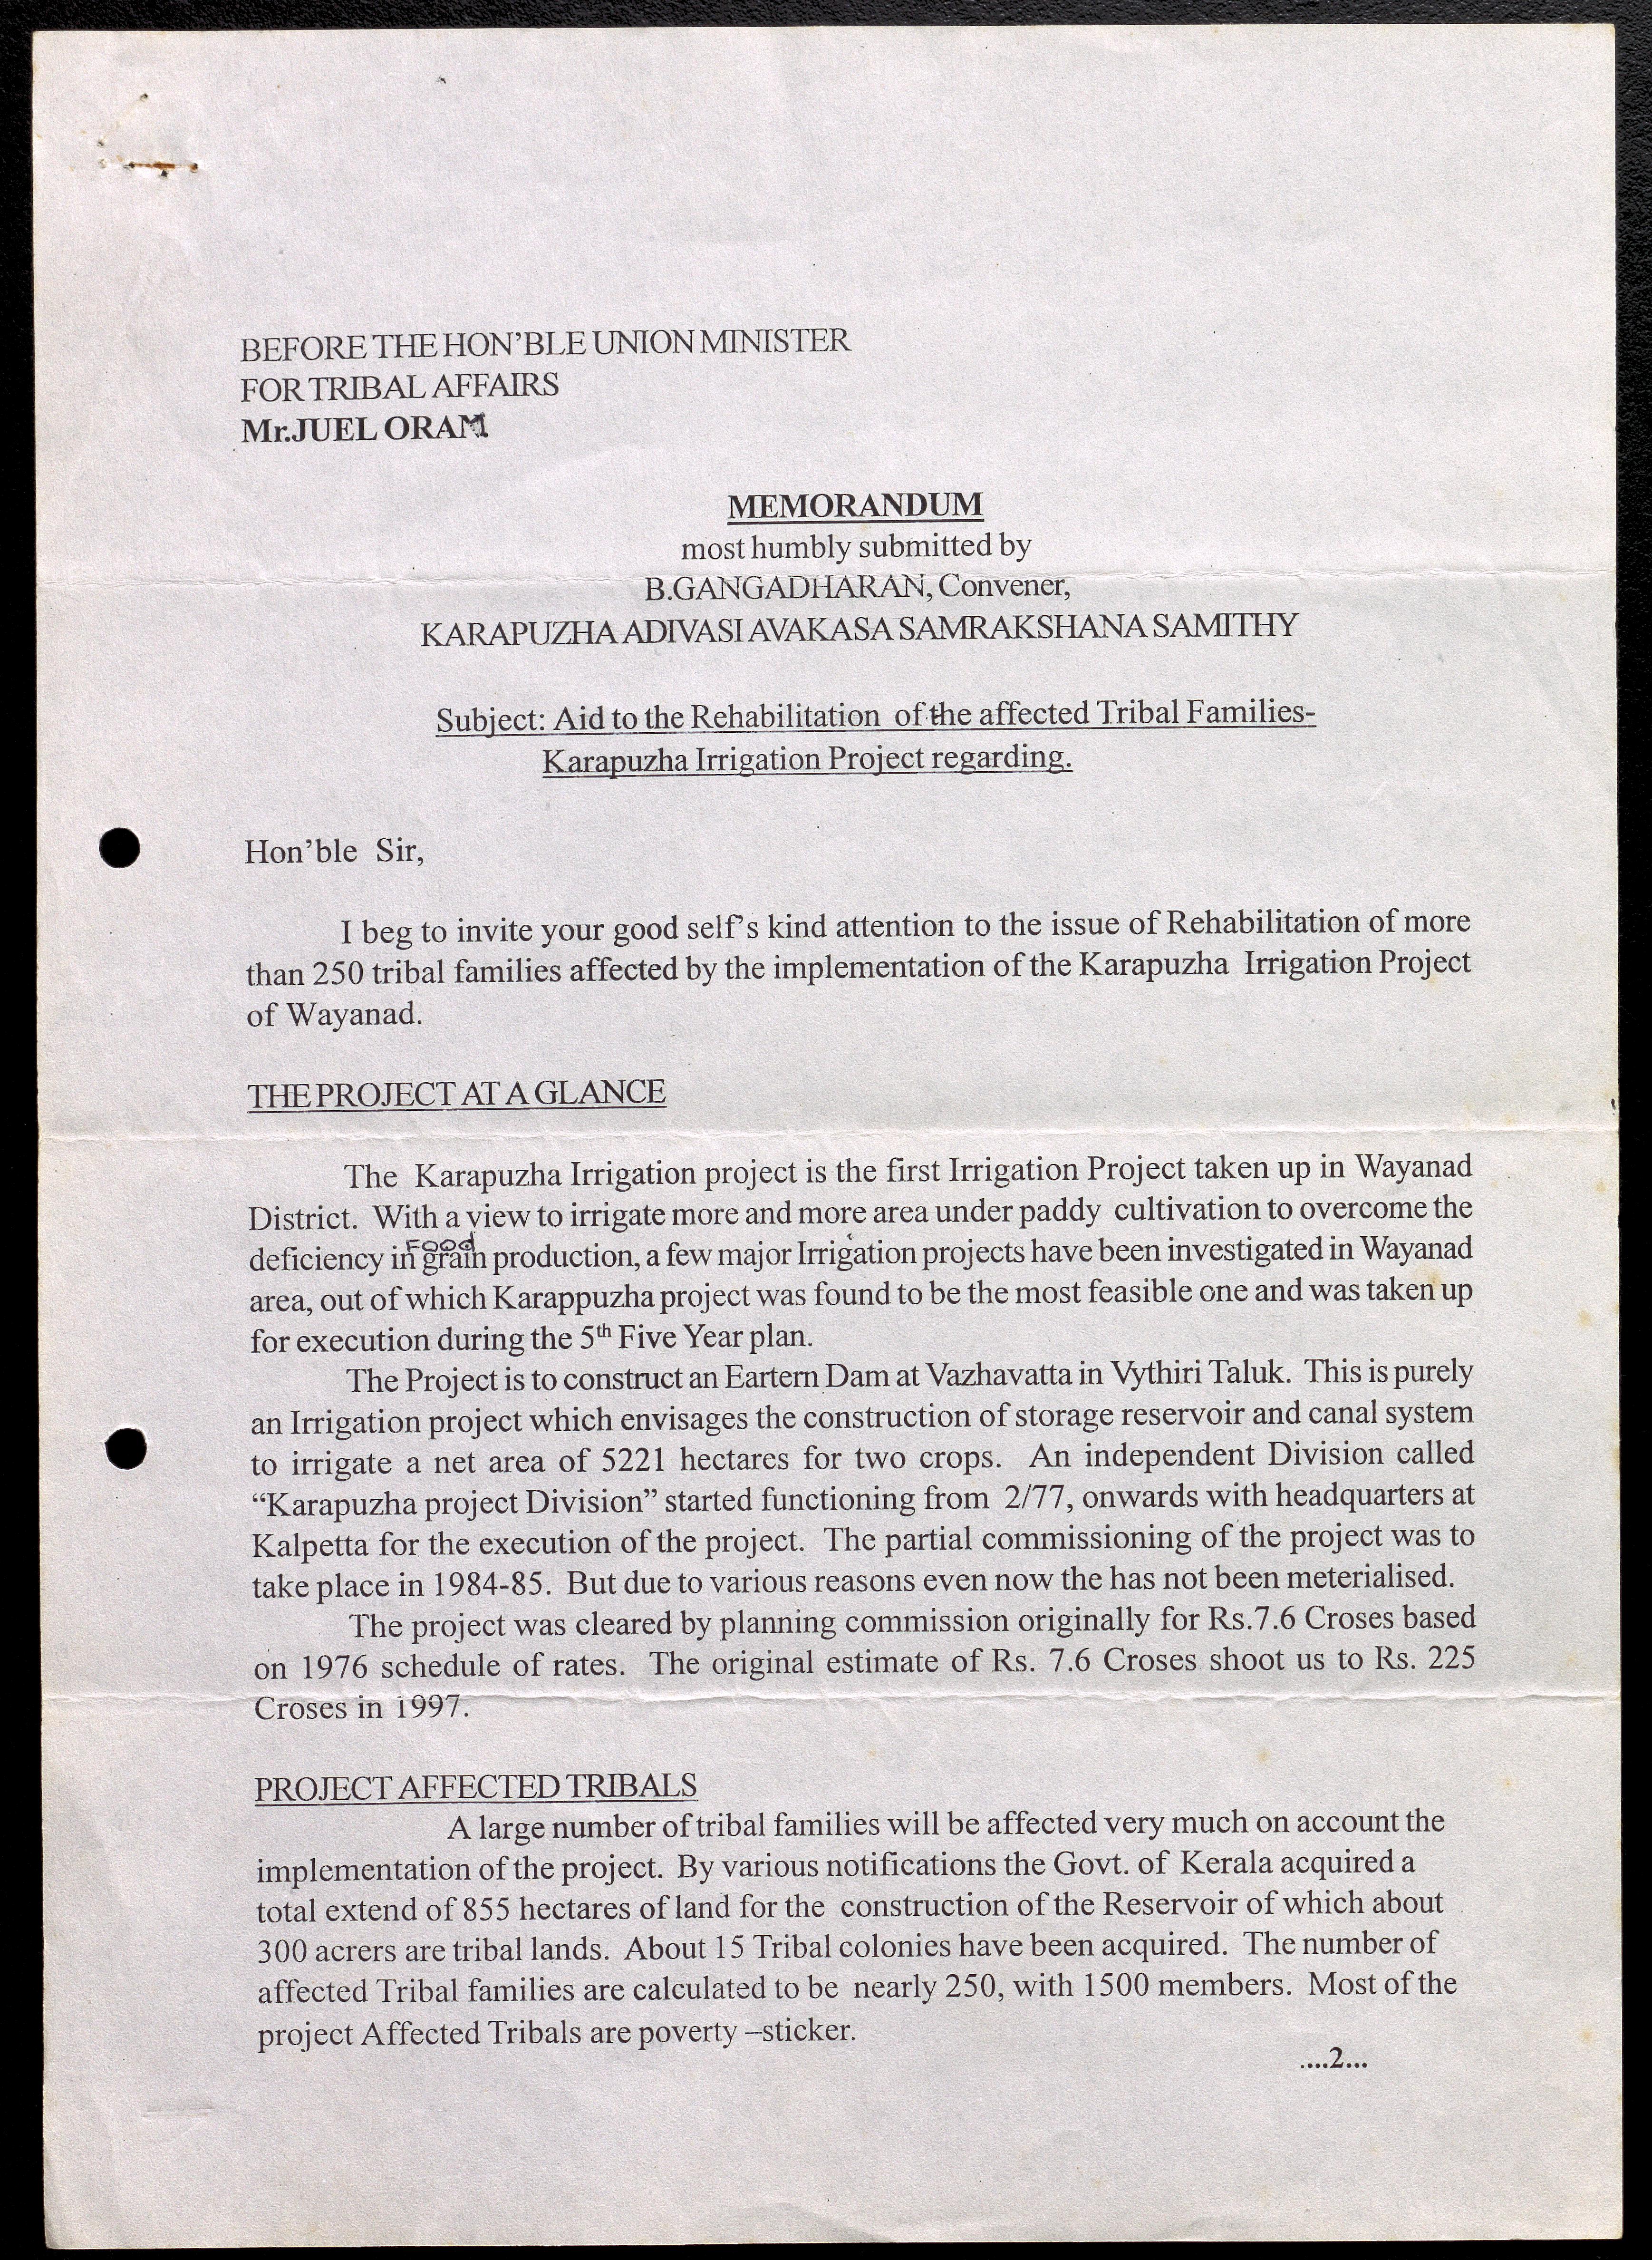 BEFORE THE HON'BLE UNION MINISTER
FOR TRIBAL AFFAIRS
Mr.JUEL ORAM
MEMORANDUM
most humbly submitted by
B.GANGADHARAN, Convener,
KARAPUZHA ADIVASI AVAKASA SAMRAKSHANA SAMITHY
Subject: Aid to the Rehabilitation of the affected Tribal Families-
Karapuzha Irrigation Project regarding.
Hon'ble Sir,
I beg to invite your good self's kind attention to the issue of Rehabilitation of more
than 250 tribal families affected by the implementation of the Karapuzha Irrigation Project
of Wayanad.
THE PROJECT AT A GLANCE
The Karapuzha Irrigation project is the first Irrigation Project taken up in Wayanad
District. With a view to irrigate more and more area under paddy cultivation to overcome the
deficiency in Food grain production, a few major Irrigation projects have been investigated in Wayanad
area, out of which Karappuzha project was found to be the most feasible one and was taken up
for execution during the 5th Five Year plan.
The Project is to construct an Eartern Dam at Vazhavatta in Vythiri Taluk. This is purely
an Irrigation project which envisages the construction of storage reservoir and canal system
to irrigate a net area of 5221 hectares for two crops. An independent Division called
“Karapuzha project Division” started functioning from 2/77, onwards with headquarters at
Kalpetta for the execution of the project. The partial commissioning of the project was to
take place in 1984-85. But due to various reasons even now the has not been meterialised.
The project was cleared by planning commission originally for Rs.7.6 Croses based
on 1976 schedule of rates. The original estimate of Rs. 7.6 Croses shoot us to Rs. 225
Croses in 1997.
PROJECT AFFECTED TRIBALS
A large number of tribal families will be affected very much on account the
implementation of the project. By various notifications the Govt. of Kerala acquired a
total extend of 855 hectares of land for the construction of the Reservoir of which about
300 acrers are tribal lands. About 15 Tribal colonies have been acquired. The number of
affected Tribal families are calculated to be nearly 250, with 1500 members. Most of the
project Affected Tribals are poverty –sticker.
....2...